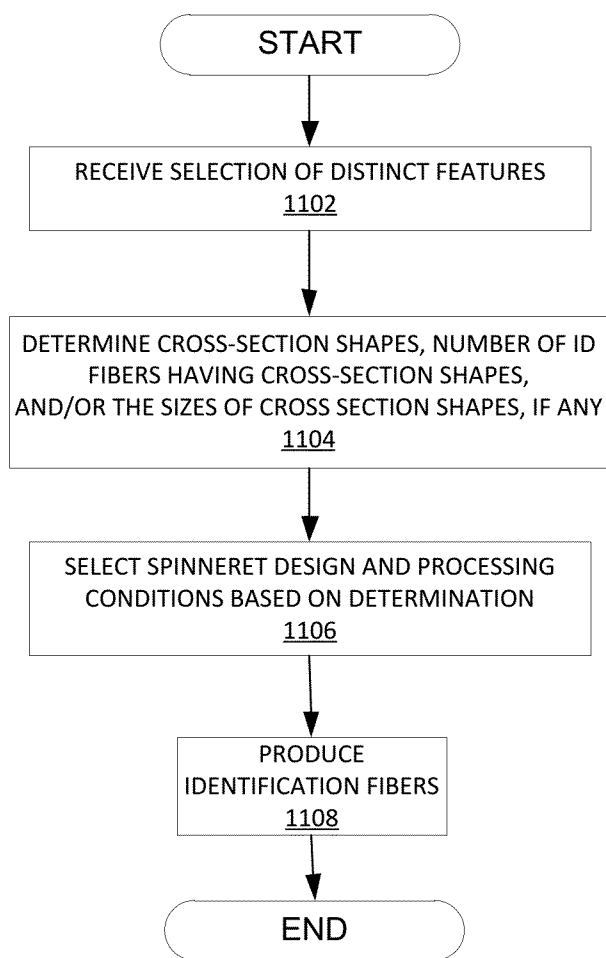 START
RECEIVE SELECTION OF DISTINCT FEATURES
1102
DETERMINE CROSS-SECTION SHAPES, NUMBER OF ID
FIBERS HAVING CROSS-SECTION SHAPES,
AND/OR THE SIZES OF CROSS SECTION SHAPES, IF ANY
1104
SELECT SPINNERET DESIGN AND PROCESSING
CONDITIONS BASED ON DETERMINATION
1106
PRODUCE
IDENTIFICATION FIBERS
1108
END